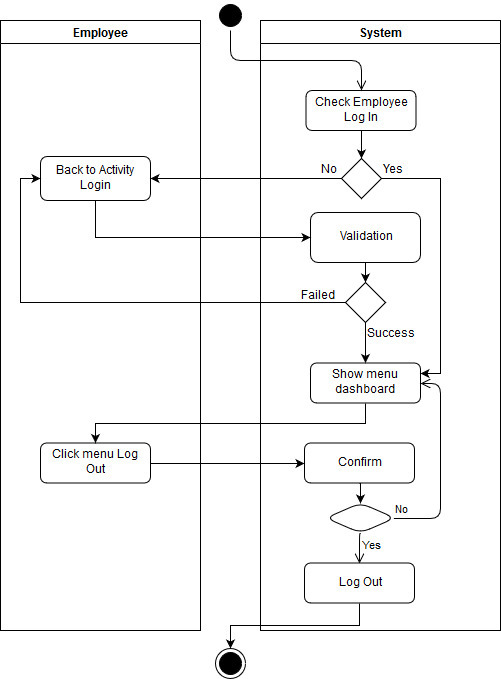 Employee
System
Check Employee
Log In
No
Yes
Back to Activity
Login
Validation
Failed
Success
Show menu
dashboard
Click menu Log
Out
Confirm
No
Yes
Log Out